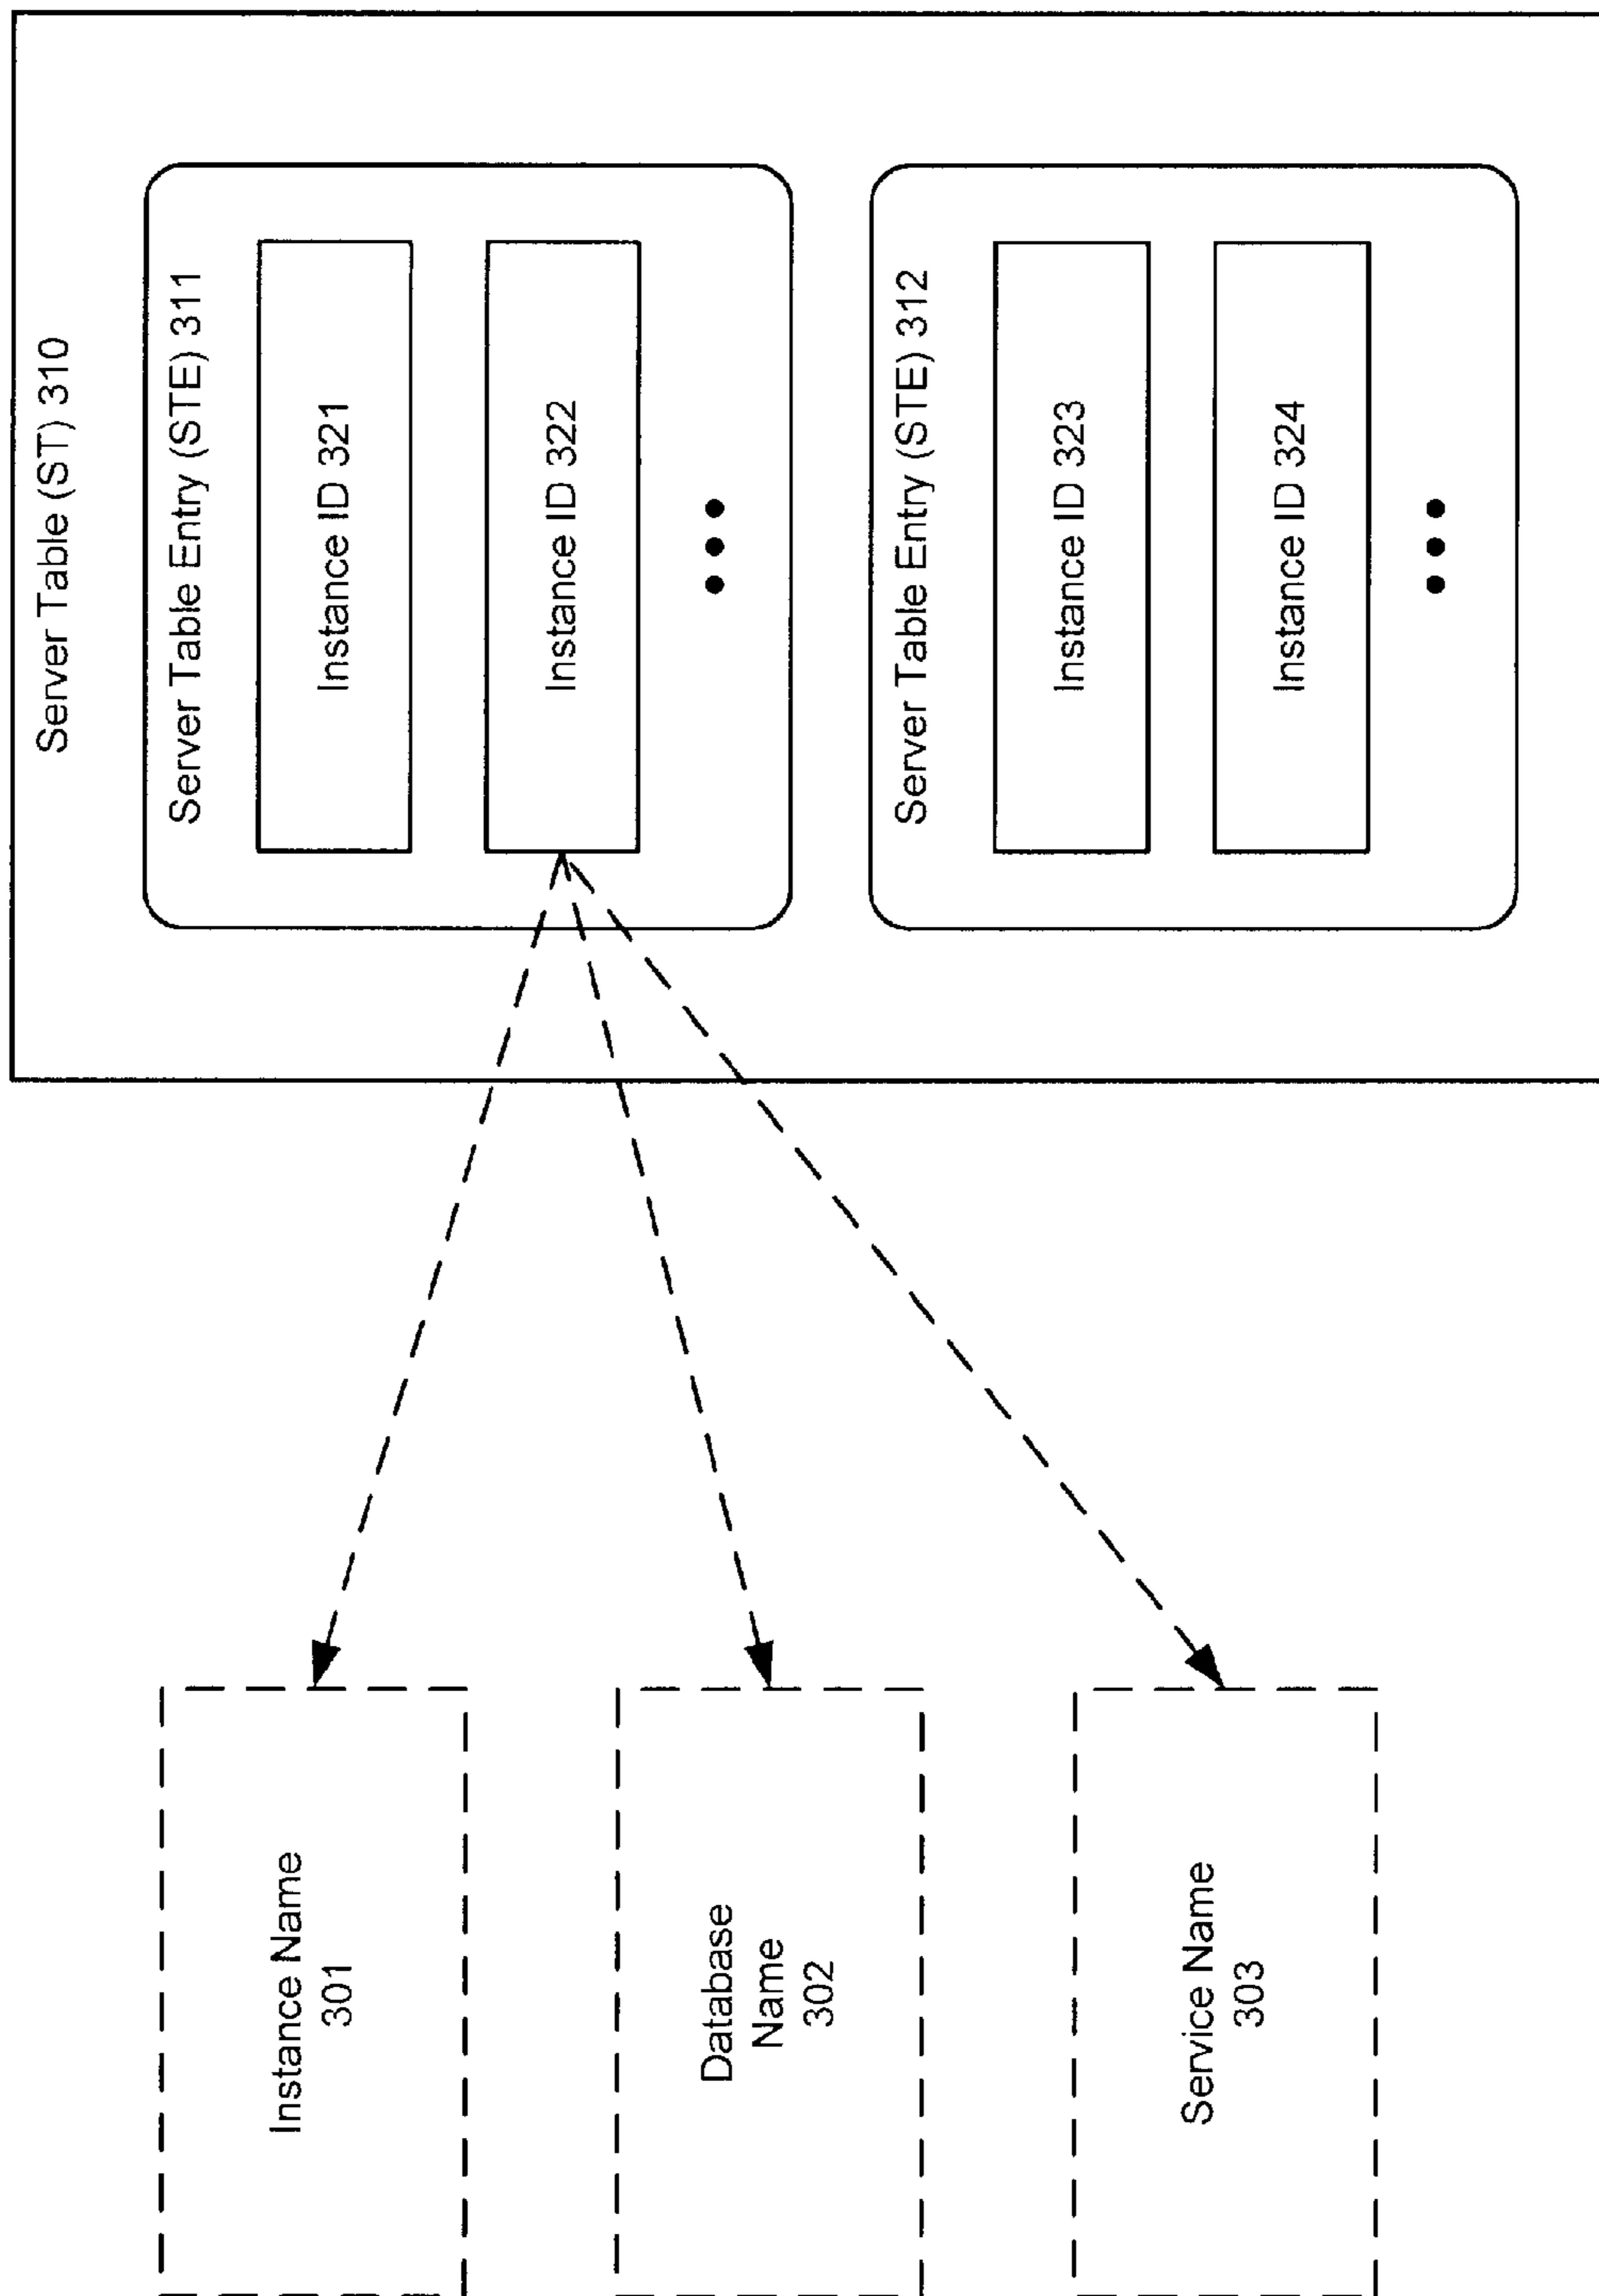 Server Table (ST) 310
Server Table Entry (STE) 311
Instance ID 321
Instance ID 322
Server Table Entry (STE) 312
Instance ID 323
Instance ID 324
Instance Name
301
Database
Name
302
Service Name
303